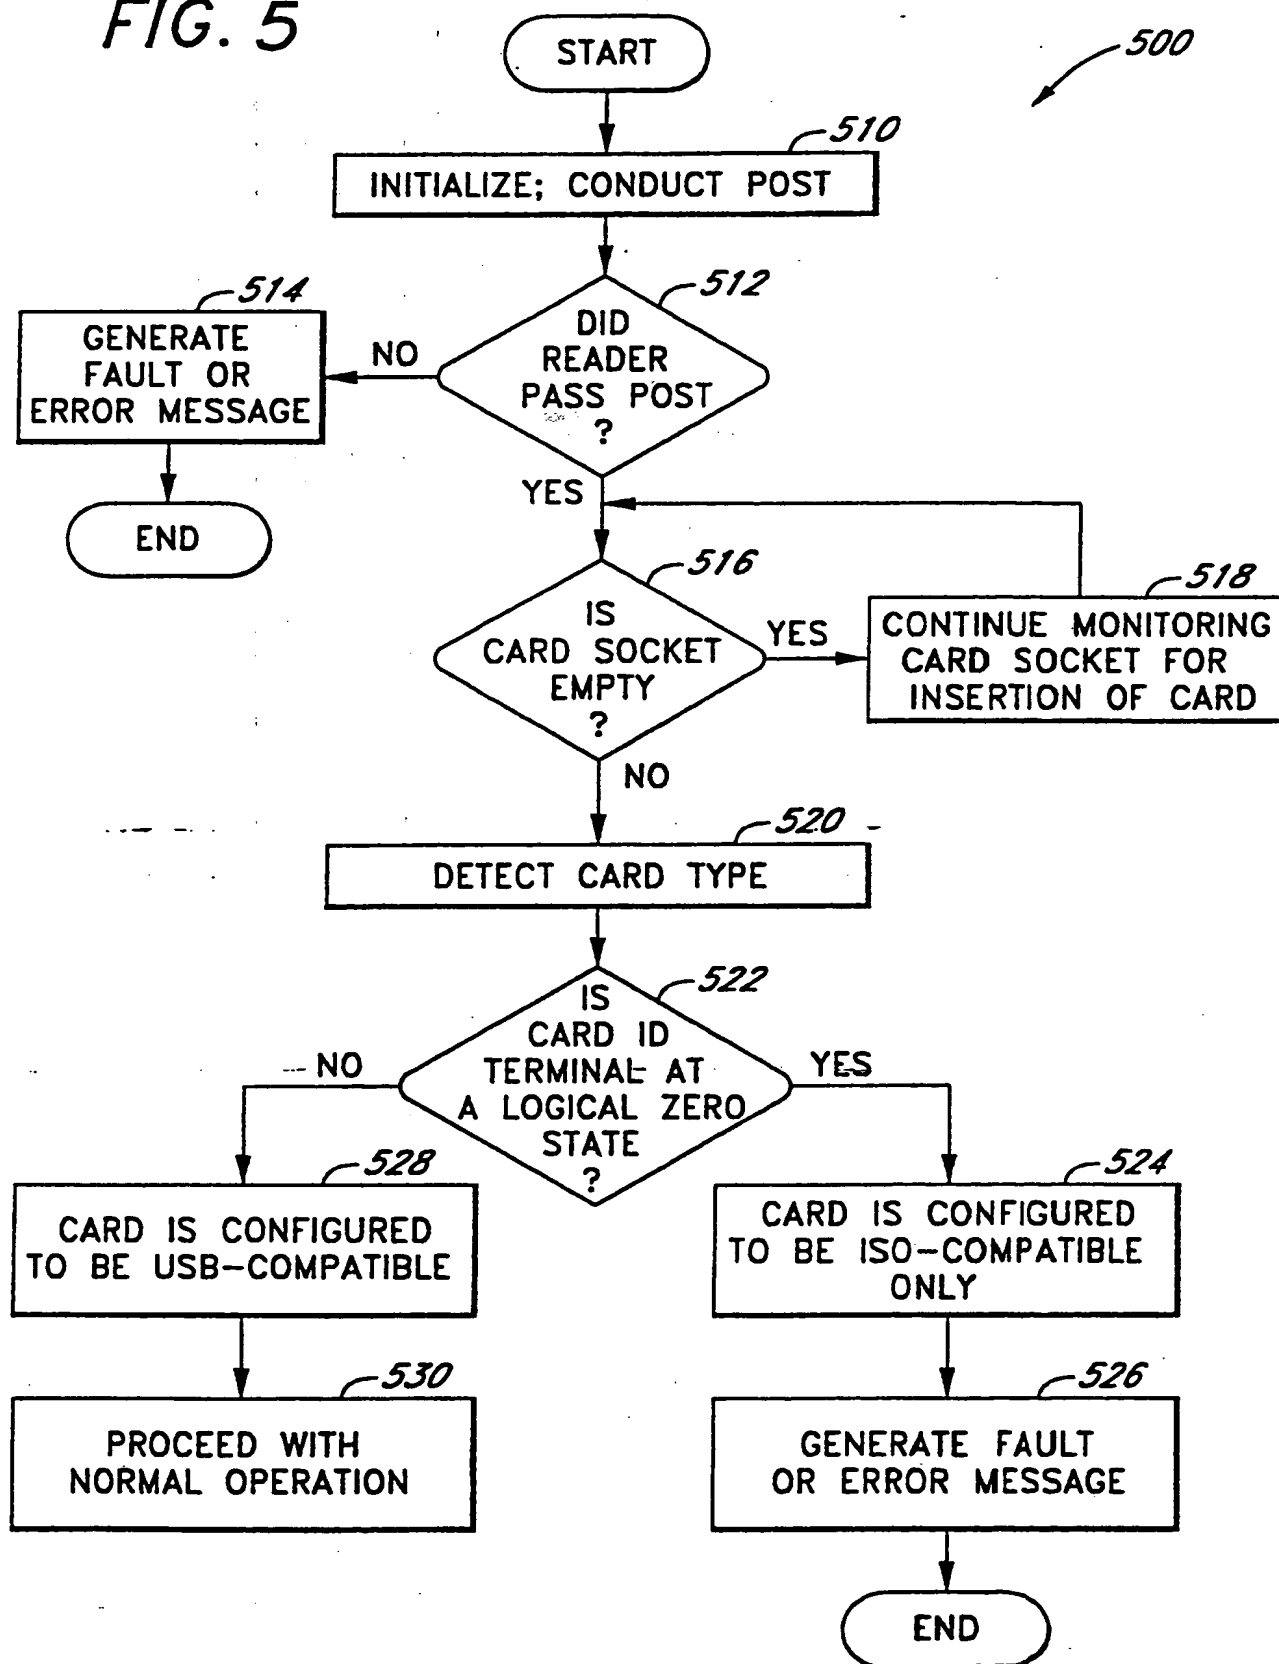 FIG. 5
START
500
510
INITIALIZE; CONDUCT POST
514
512
GENERATE
FAULT OR
ERROR MESSAGE
NO
DID
READER
PASS POST
?
YES
END
516
518
IS
CARD SOCKET
EMPTY
?
YES
CONTINUE MONITORING
CARD SOCKET FOR
INSERTION OF CARD
NO
520
DETECT CARD TYPE
522
IS
CARD ID
TERMINAL AT
A LOGICAL ZERO
STATE
?
NO
YES
528
524
CARD IS CONFIGURED
TO BE USB-COMPATIBLE
CARD IS CONFIGURED
TO BE ISO-COMPATIBLE
ONLY
530
526
PROCEED WITH
NORMAL OPERATION
GENERATE FAULT
OR ERROR MESSAGE
END